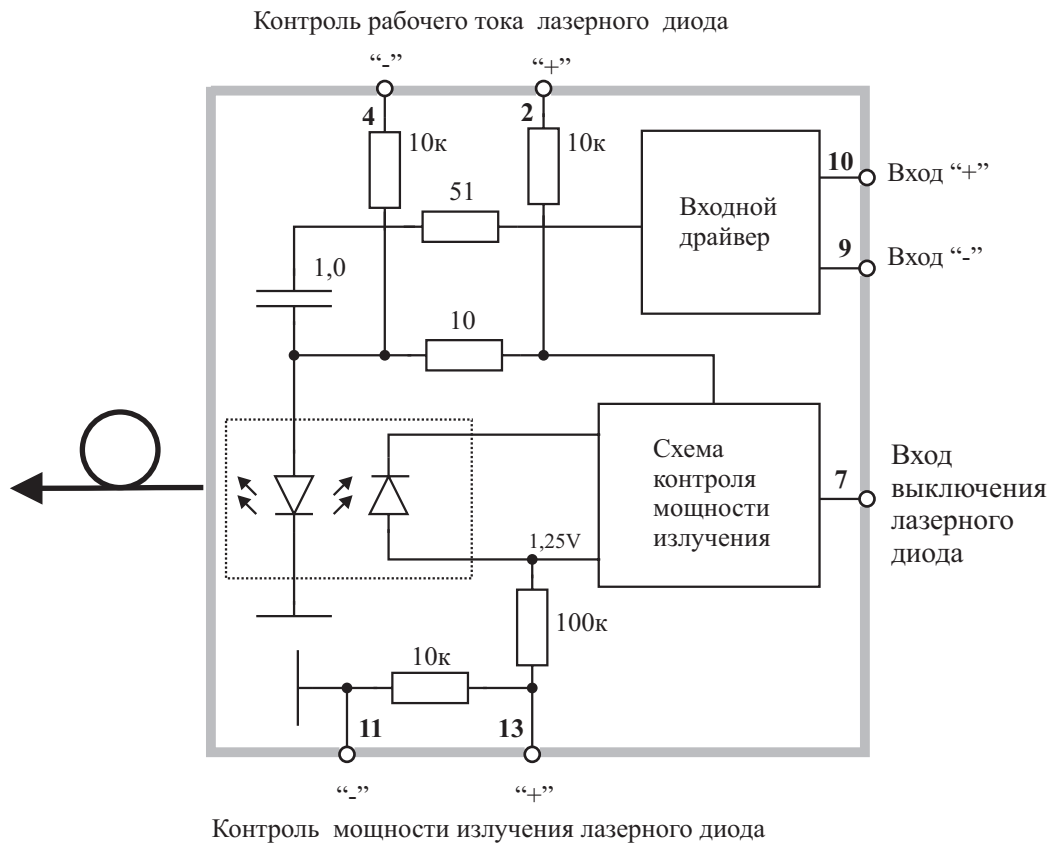 Контроль рабочего тока лазерного диода
“-” “+”
4 2
10к 10к
51
Входной
драйвер
10 Вход “+”
9 Вход “-”
1,0
10
Схема
контроля
мощности
излучения
7
Вход
выключения
лазерного
диода
1,25V
100к
10к
11 13
“-” “+”
Контроль мощности излучения лазерного диода